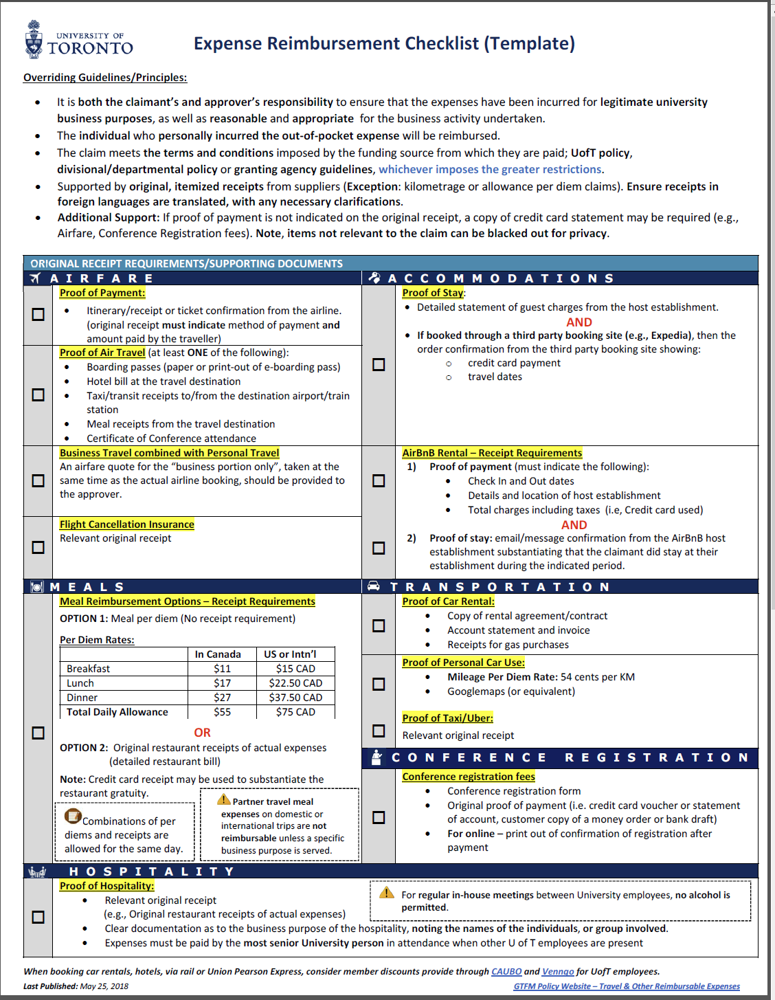 UNIVERSITY OF
TORONTO
Expense Reimbursement Checklist (Template)
Overriding Guidelines/Principles:
• It is both the claimant's and approver's responsibility to ensure that the expenses have been incurred for legitimate university
business purposes, as well as reasonable and appropriate for the business activity undertaken.
• The individual who personally incurred the out-of-pocket expense will be reimbursed.
• The claim meets the terms and conditions imposed by the funding source from which they are paid; UofT policy,
divisional/departmental policy or granting agency guidelines, whichever imposes the greater restrictions.
• Supported by original, itemized receipts from suppliers (Exception: kilometrage or allowance per diem claims). Ensure receipts in
foreign languages are translated, with any necessary clarifications.
• Additional Support: If proof of payment is not indicated on the original receipt, a copy of credit card statement may be required (e.g.,
Airfare, Conference Registration fees). Note, items not relevant to the claim can be blacked out for privacy.
ORIGINAL RECEIPT REQUIREMENTS/SUPPORTING DOCUMENTS
AIRFARE
Proof of Payment:
• Itinerary/receipt or ticket confirmation from the airline.
(original receipt must indicate method of payment and
amount paid by the traveller)
Proof of Air Travel (at least ONE of the following):
• Boarding passes (paper or print-out of e-boarding pass)
• Hotel bill at the travel destination
• Taxi/transit receipts to/from the destination airport/train
station
• Meal receipts from the travel destination
• Certificate of Conference attendance
Business Travel combined with Personal Travel
An airfare quote for the "business portion only", taken at the
same time as the actual airline booking, should be provided to
the approver.
Flight Cancellation Insurance
Relevant original receipt
ACCOMMODATIONS
Proof of Stay:
• Detailed statement of guest charges from the host establishment.
AND
• If booked through a third party booking site (e.g., Expedia), then the
order confirmation from the third party booking site showing:
o credit card payment
o travel dates
AirBnB Rental – Receipt Requirements
1) Proof of payment (must indicate the following):
• Check In and Out dates
• Details and location of host establishment
• Total charges including taxes (i.e, Credit card used)
AND
2) Proof of stay: email/message confirmation from the AirBnB host
establishment substantiating that the claimant did stay at their
establishment during the indicated period.
MEALS
Meal Reimbursement Options – Receipt Requirements
OPTION 1: Meal per diem (No receipt requirement)
Per Diem Rates:
In Canada US or Intn'l
Breakfast $11 $15 CAD
Lunch $17 $22.50 CAD
Dinner $27 $37.50 CAD
Total Daily Allowance $55 $75 CAD
OR
OPTION 2: Original restaurant receipts of actual expenses
(detailed restaurant bill)
Note: Credit card receipt may be used to substantiate the
restaurant gratuity.
Combinations of per
diems and receipts are
allowed for the same day.
Partner travel meal
expenses on domestic or
international trips are not
reimbursable unless a specific
business purpose is served.
TRANSPORTATION
Proof of Car Rental:
• Copy of rental agreement/contract
• Account statement and invoice
• Receipts for gas purchases
Proof of Personal Car Use:
• Mileage Per Diem Rate: 54 cents per KM
• Googlemaps (or equivalent)
Proof of Taxi/Uber:
Relevant original receipt
CONFERENCE REGISTRATION
Conference registration fees
• Conference registration form
• Original proof of payment (i.e. credit card voucher or statement
of account, customer copy of a money order or bank draft)
• For online – print out of confirmation of registration after
payment
HOSPITALITY
Proof of Hospitality:
• Relevant original receipt
(e.g., Original restaurant receipts of actual expenses)
• Clear documentation as to the business purpose of the hospitality, noting the names of the individuals, or group involved.
• Expenses must be paid by the most senior University person in attendance when other U of T employees are present
For regular in-house meetings between University employees, no alcohol is
permitted.
When booking car rentals, hotels, via rail or Union Pearson Express, consider member discounts provide through CAUBO and Venngo for UofT employees.
Last Published: May 25, 2018
GTFM Policy Website – Travel & Other Reimbursable Expenses